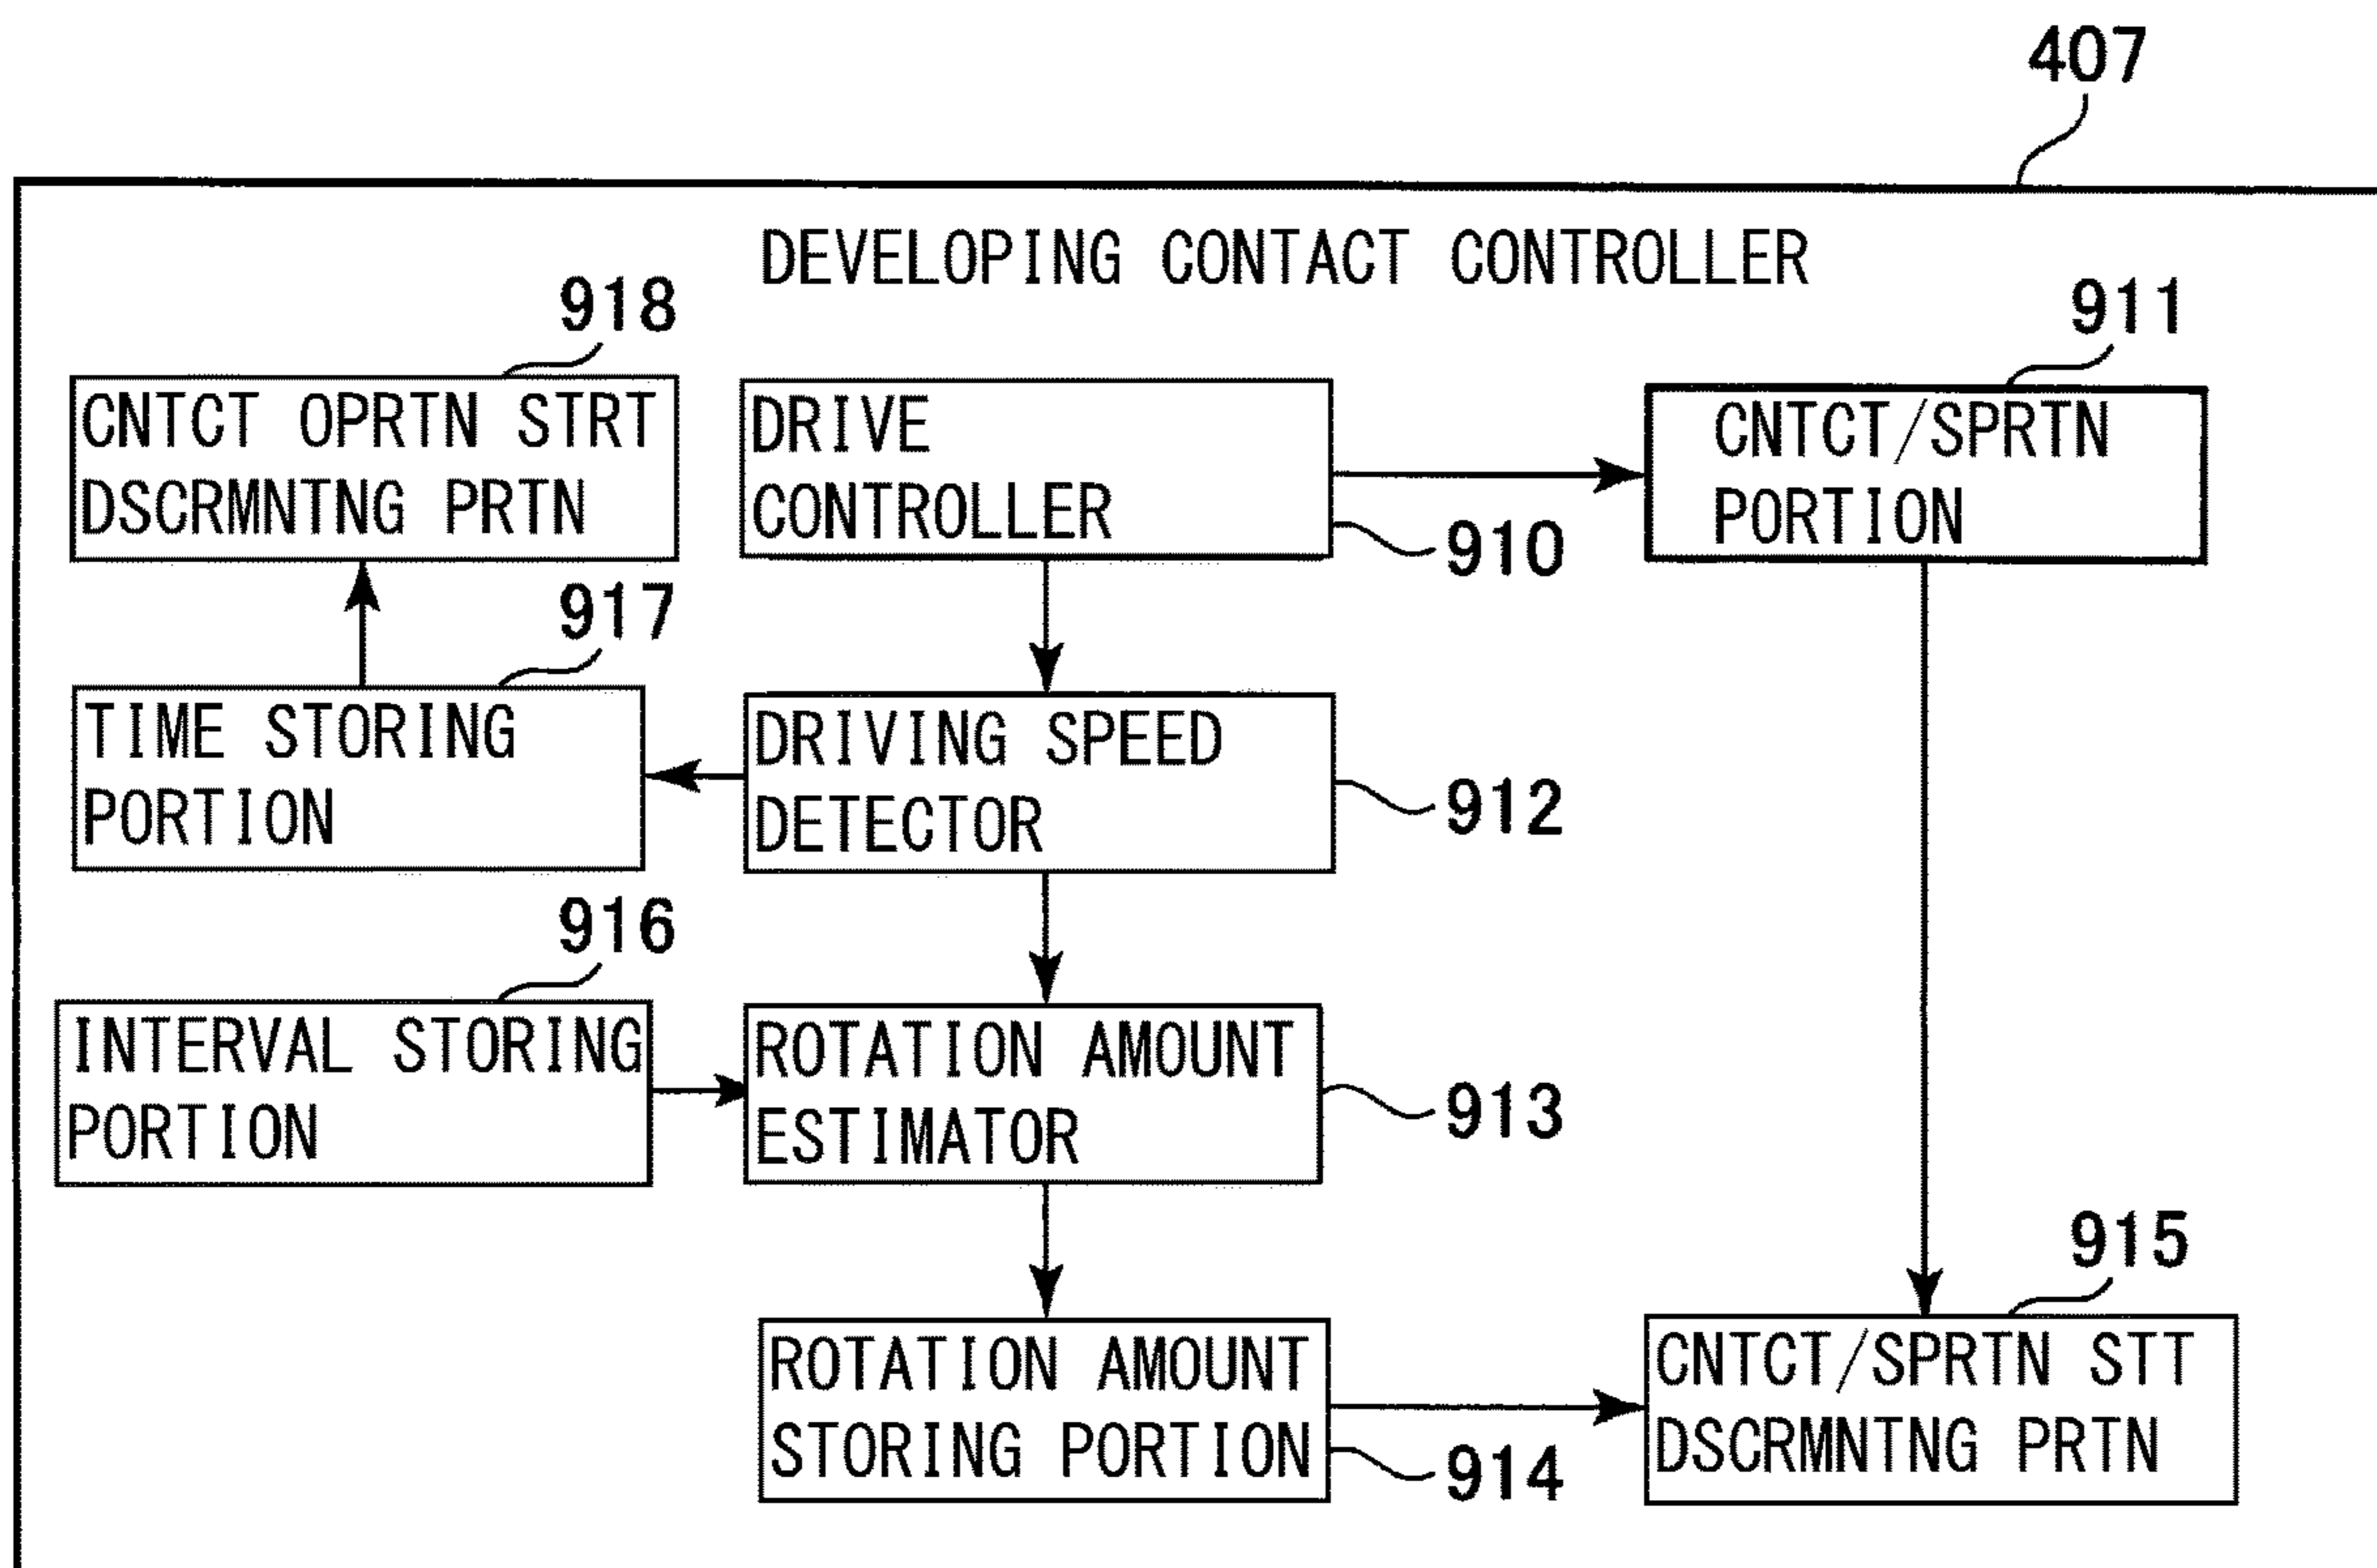 407
DEVELOPING CONTACT CONTROLLER
918
911
CNTCT OPRTN STRT
DSCRMNTNG PRTN
DRIVE
CONTROLLER
910
CNTCT/SPRTN
PORTION
917
TIME STORING
PORTION
DRIVING SPEED
DETECTOR
912
916
INTERVAL STORING
PORTION
ROTATION AMOUNT
ESTIMATOR
913
915
ROTATION AMOUNT
STORING PORTION
914
CNTCT/SPRTN STT
DSCRMNTNG PRTN